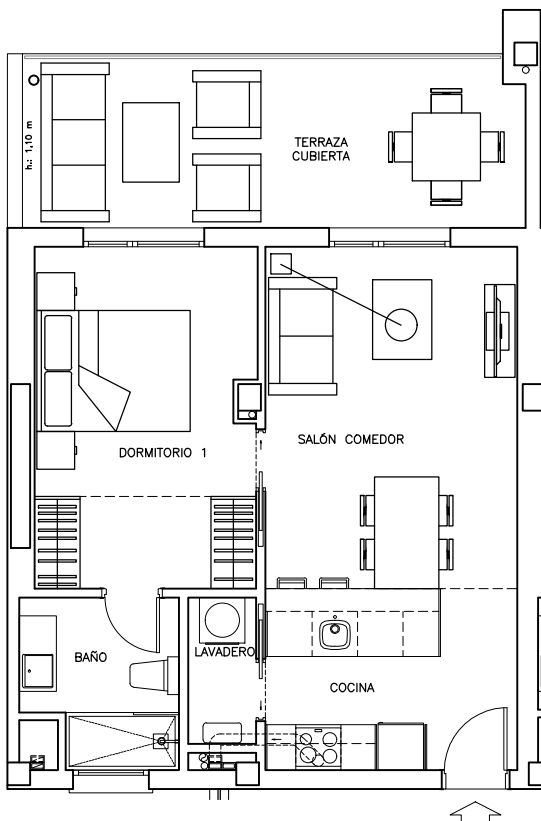 h.: 1,10 m
TERRAZA
CUBIERTA
DORMITORIO 1
SALÓN COMEDOR
BAÑO
LAVADERO
COCINA